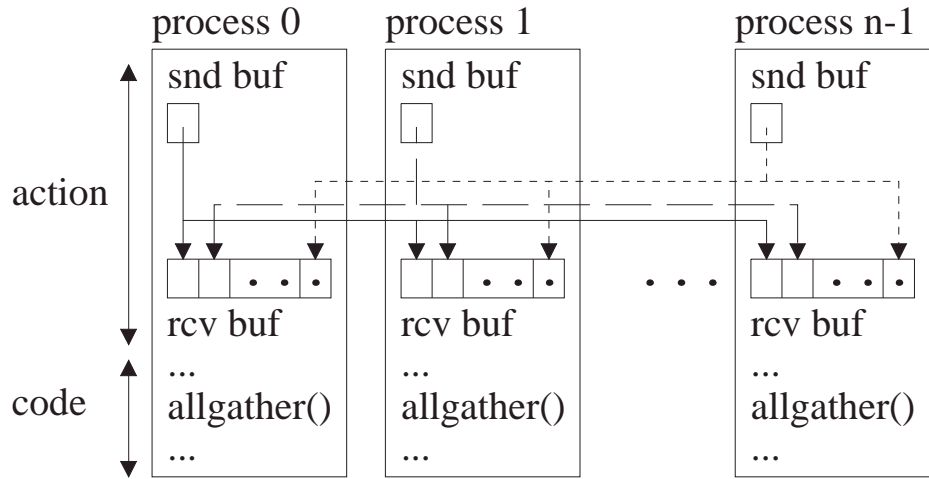 process 0
process 1
process n-1
snd buf
snd buf
snd buf
action
. . .
. . .
. . .
. . .
rcv buf
rcv buf
rcv buf
...
...
...
code
allgather()
allgather()
allgather()
...
...
...